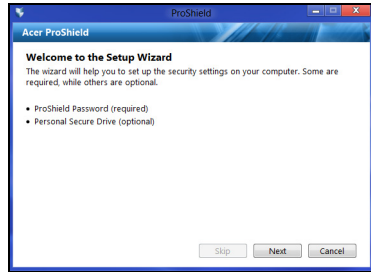 ProShield
Acer ProShield
Welcome to the Setup Wizard
The wizard will help you to set up the security settings on your computer. Some are
required, while others are optional.
• ProShield Password (required)
• Personal Secure Drive (optional)
Skip Next Cancel